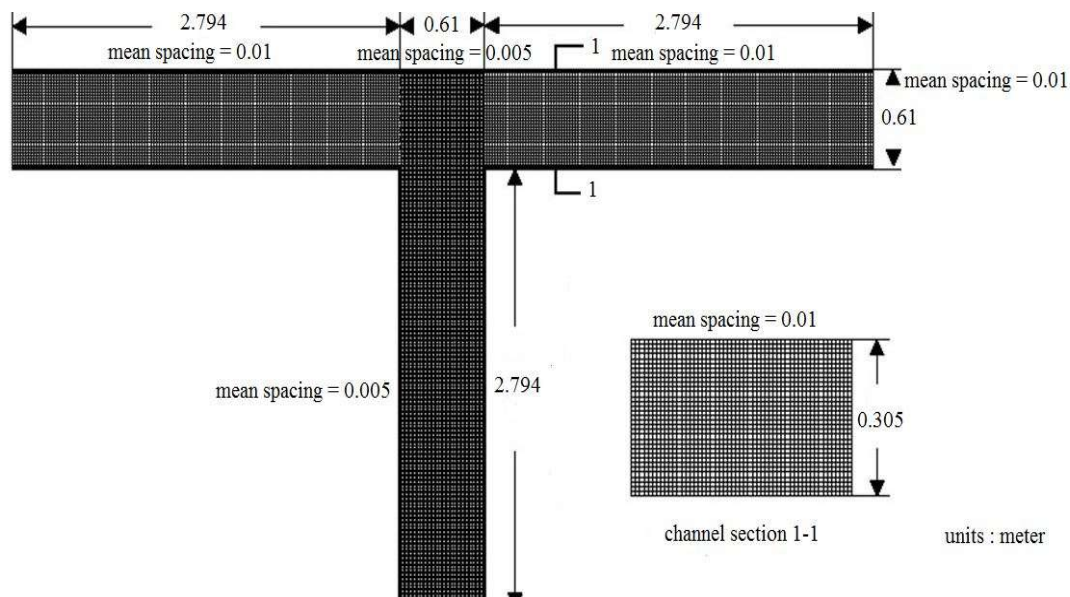 2.794
0.61
2.794
mean spacing = 0.01
mean spacing = 0.005
1
mean spacing = 0.01
mean spacing = 0.01
0.61
1
mean spacing = 0.01
mean spacing = 0.005
2.794
0.305
channel section 1-1
units : meter